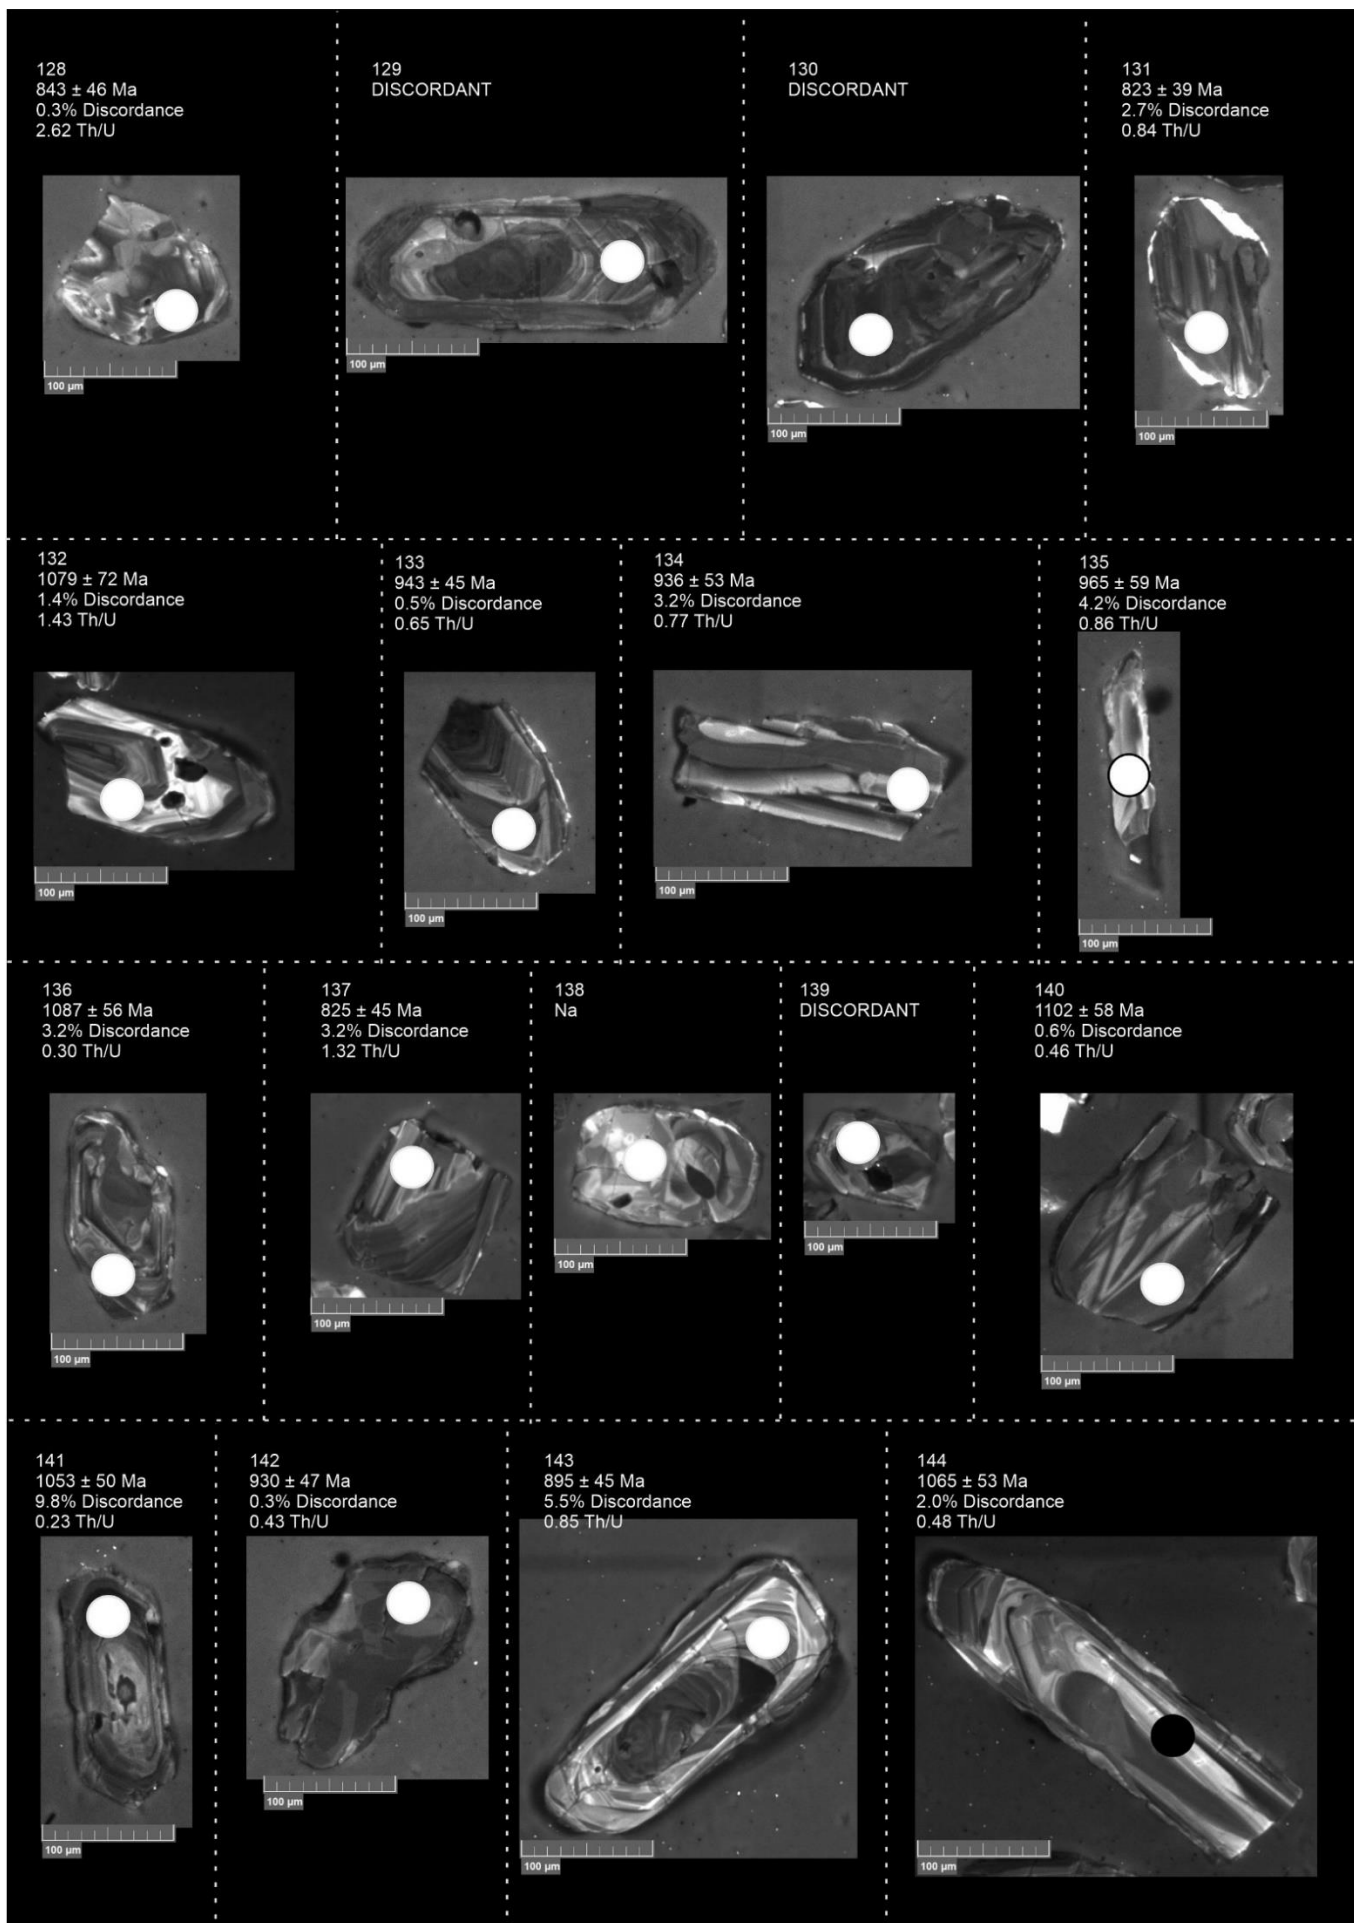 128
843 ± 46 Ma
0.3% Discordance
2.62 Th/U
100 µm
129
DISCORDANT
100 µm
130
DISCORDANT
100 µm
131
823 ± 39 Ma
2.7% Discordance
0.84 Th/U
100 µm
132
1079 ± 72 Ma
1.4% Discordance
1.43 Th/U
100 µm
133
943 ± 45 Ma
0.5% Discordance
0.65 Th/U
100 µm
134
936 ± 53 Ma
3.2% Discordance
0.77 Th/U
100 µm
135
965 ± 59 Ma
4.2% Discordance
0.86 Th/U
100 µm
136
1087 ± 56 Ma
3.2% Discordance
0.30 Th/U
100 µm
137
825 ± 45 Ma
3.2% Discordance
1.32 Th/U
100 µm
138
Na
100 µm
139
DISCORDANT
100 µm
140
1102 ± 58 Ma
0.6% Discordance
0.46 Th/U
100 µm
141
1053 ± 50 Ma
9.8% Discordance
0.23 Th/U
100 µm
142
930 ± 47 Ma
0.3% Discordance
0.43 Th/U
100 µm
143
895 ± 45 Ma
5.5% Discordance
0.85 Th/U
100 µm
144
1065 ± 53 Ma
2.0% Discordance
0.48 Th/U
100 µm